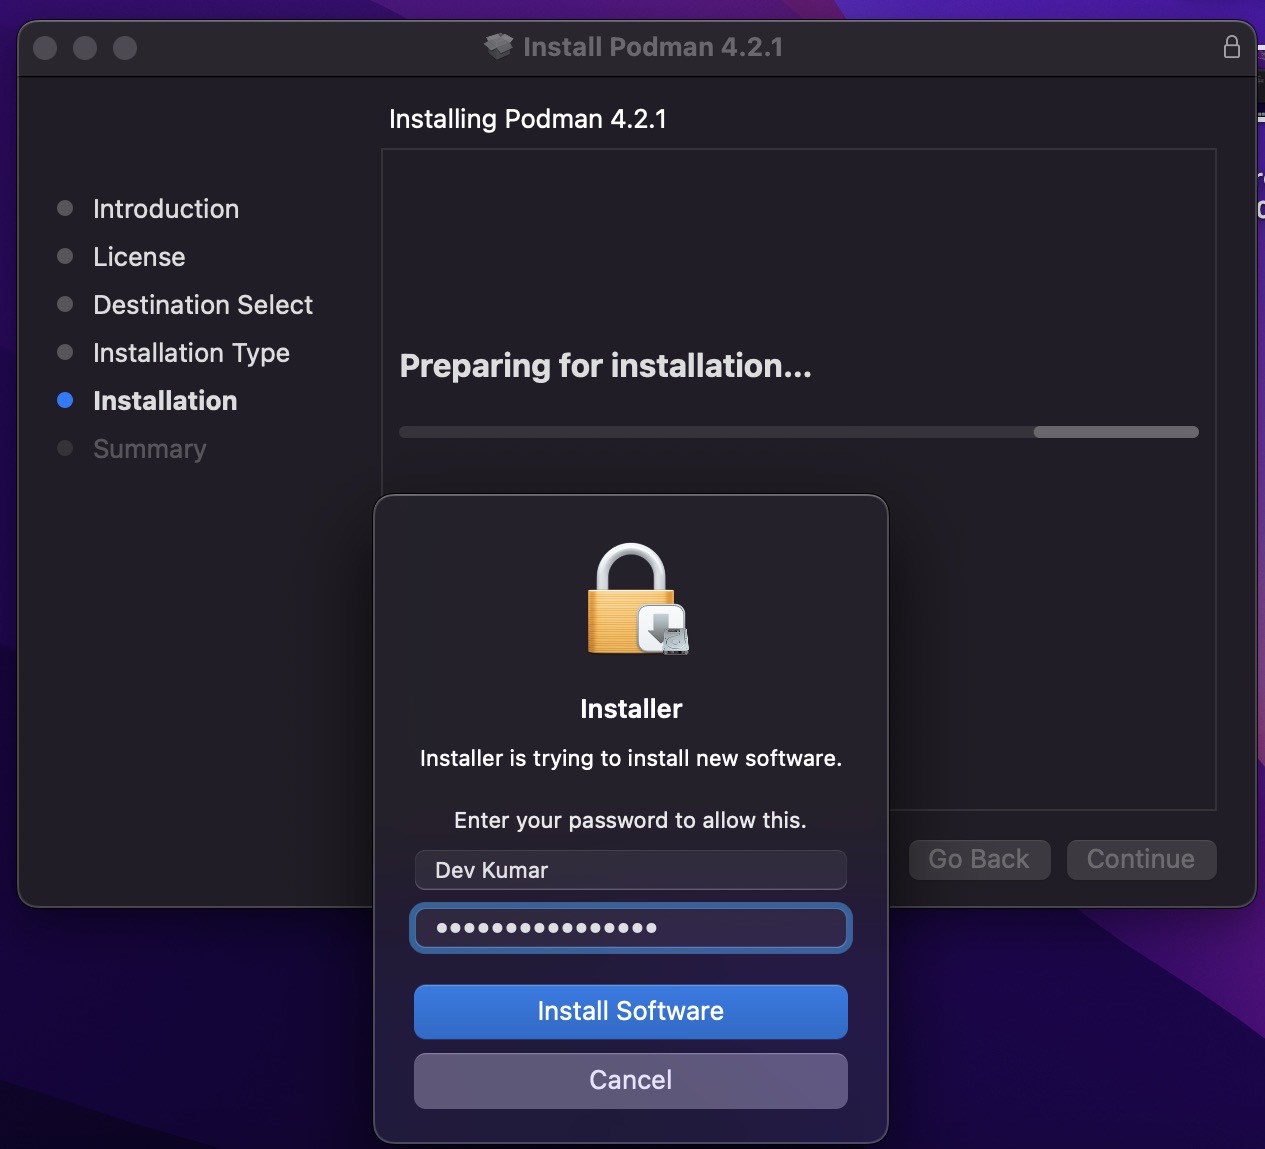 Install Podman 4.2.1
Installing Podman 4.2.1
Introduction
License
Destination Select
Installation Type
Installation
Summary
Preparing for installation...
Installer
Installer is trying to install new software.
Enter your password to allow this.
Dev Kumar
••••••••••••••••
Install Software
Cancel
Go Back
Continue